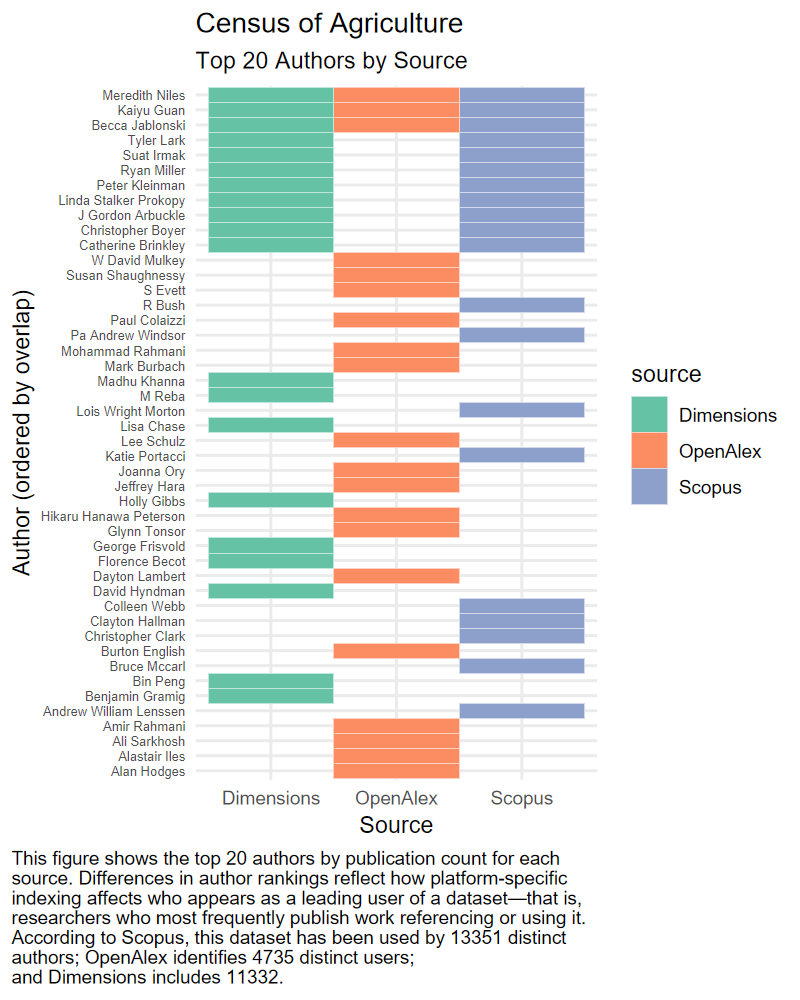 Census of Agriculture
Top 20 Authors by Source
Author (ordered by overlap)
Meredith Niles
Kaiyu Guan
Becca Jablonski
Tyler Lark
Suat Irmak
Ryan Miller
Peter Kleinman
Linda Stalker Prokopy
J Gordon Arbuckle
Christopher Boyer
Catherine Brinkley
W David Mulkey
Susan Shaughnessy
S Evett
R Bush
Paul Colaizzi
Pa Andrew Windsor
Mohammad Rahmani
Mark Burbach
Madhu Khanna
M Reba
Lois Wright Morton
Lisa Chase
Lee Schulz
Katie Portacci
Joanna Ory
Jeffrey Hara
Holly Gibbs
Hikaru Hanawa Peterson
Glynn Tonsor
George Frisvold
Florence Becot
Dayton Lambert
David Hyndman
Colleen Webb
Clayton Hallman
Christopher Clark
Burton English
Bruce Mccarl
Bin Peng
Benjamin Gramig
Andrew William Lenssen
Amir Rahmani
Ali Sarkhosh
Alastair Iles
Alan Hodges
Dimensions OpenAlex Scopus
Source
source
Dimensions
OpenAlex
Scopus
This figure shows the top 20 authors by publication count for each
source. Differences in author rankings reflect how platform-specific
indexing affects who appears as a leading user of a dataset—that is,
researchers who most frequently publish work referencing or using it.
According to Scopus, this dataset has been used by 13351 distinct
authors; OpenAlex identifies 4735 distinct users;
and Dimensions includes 11332.